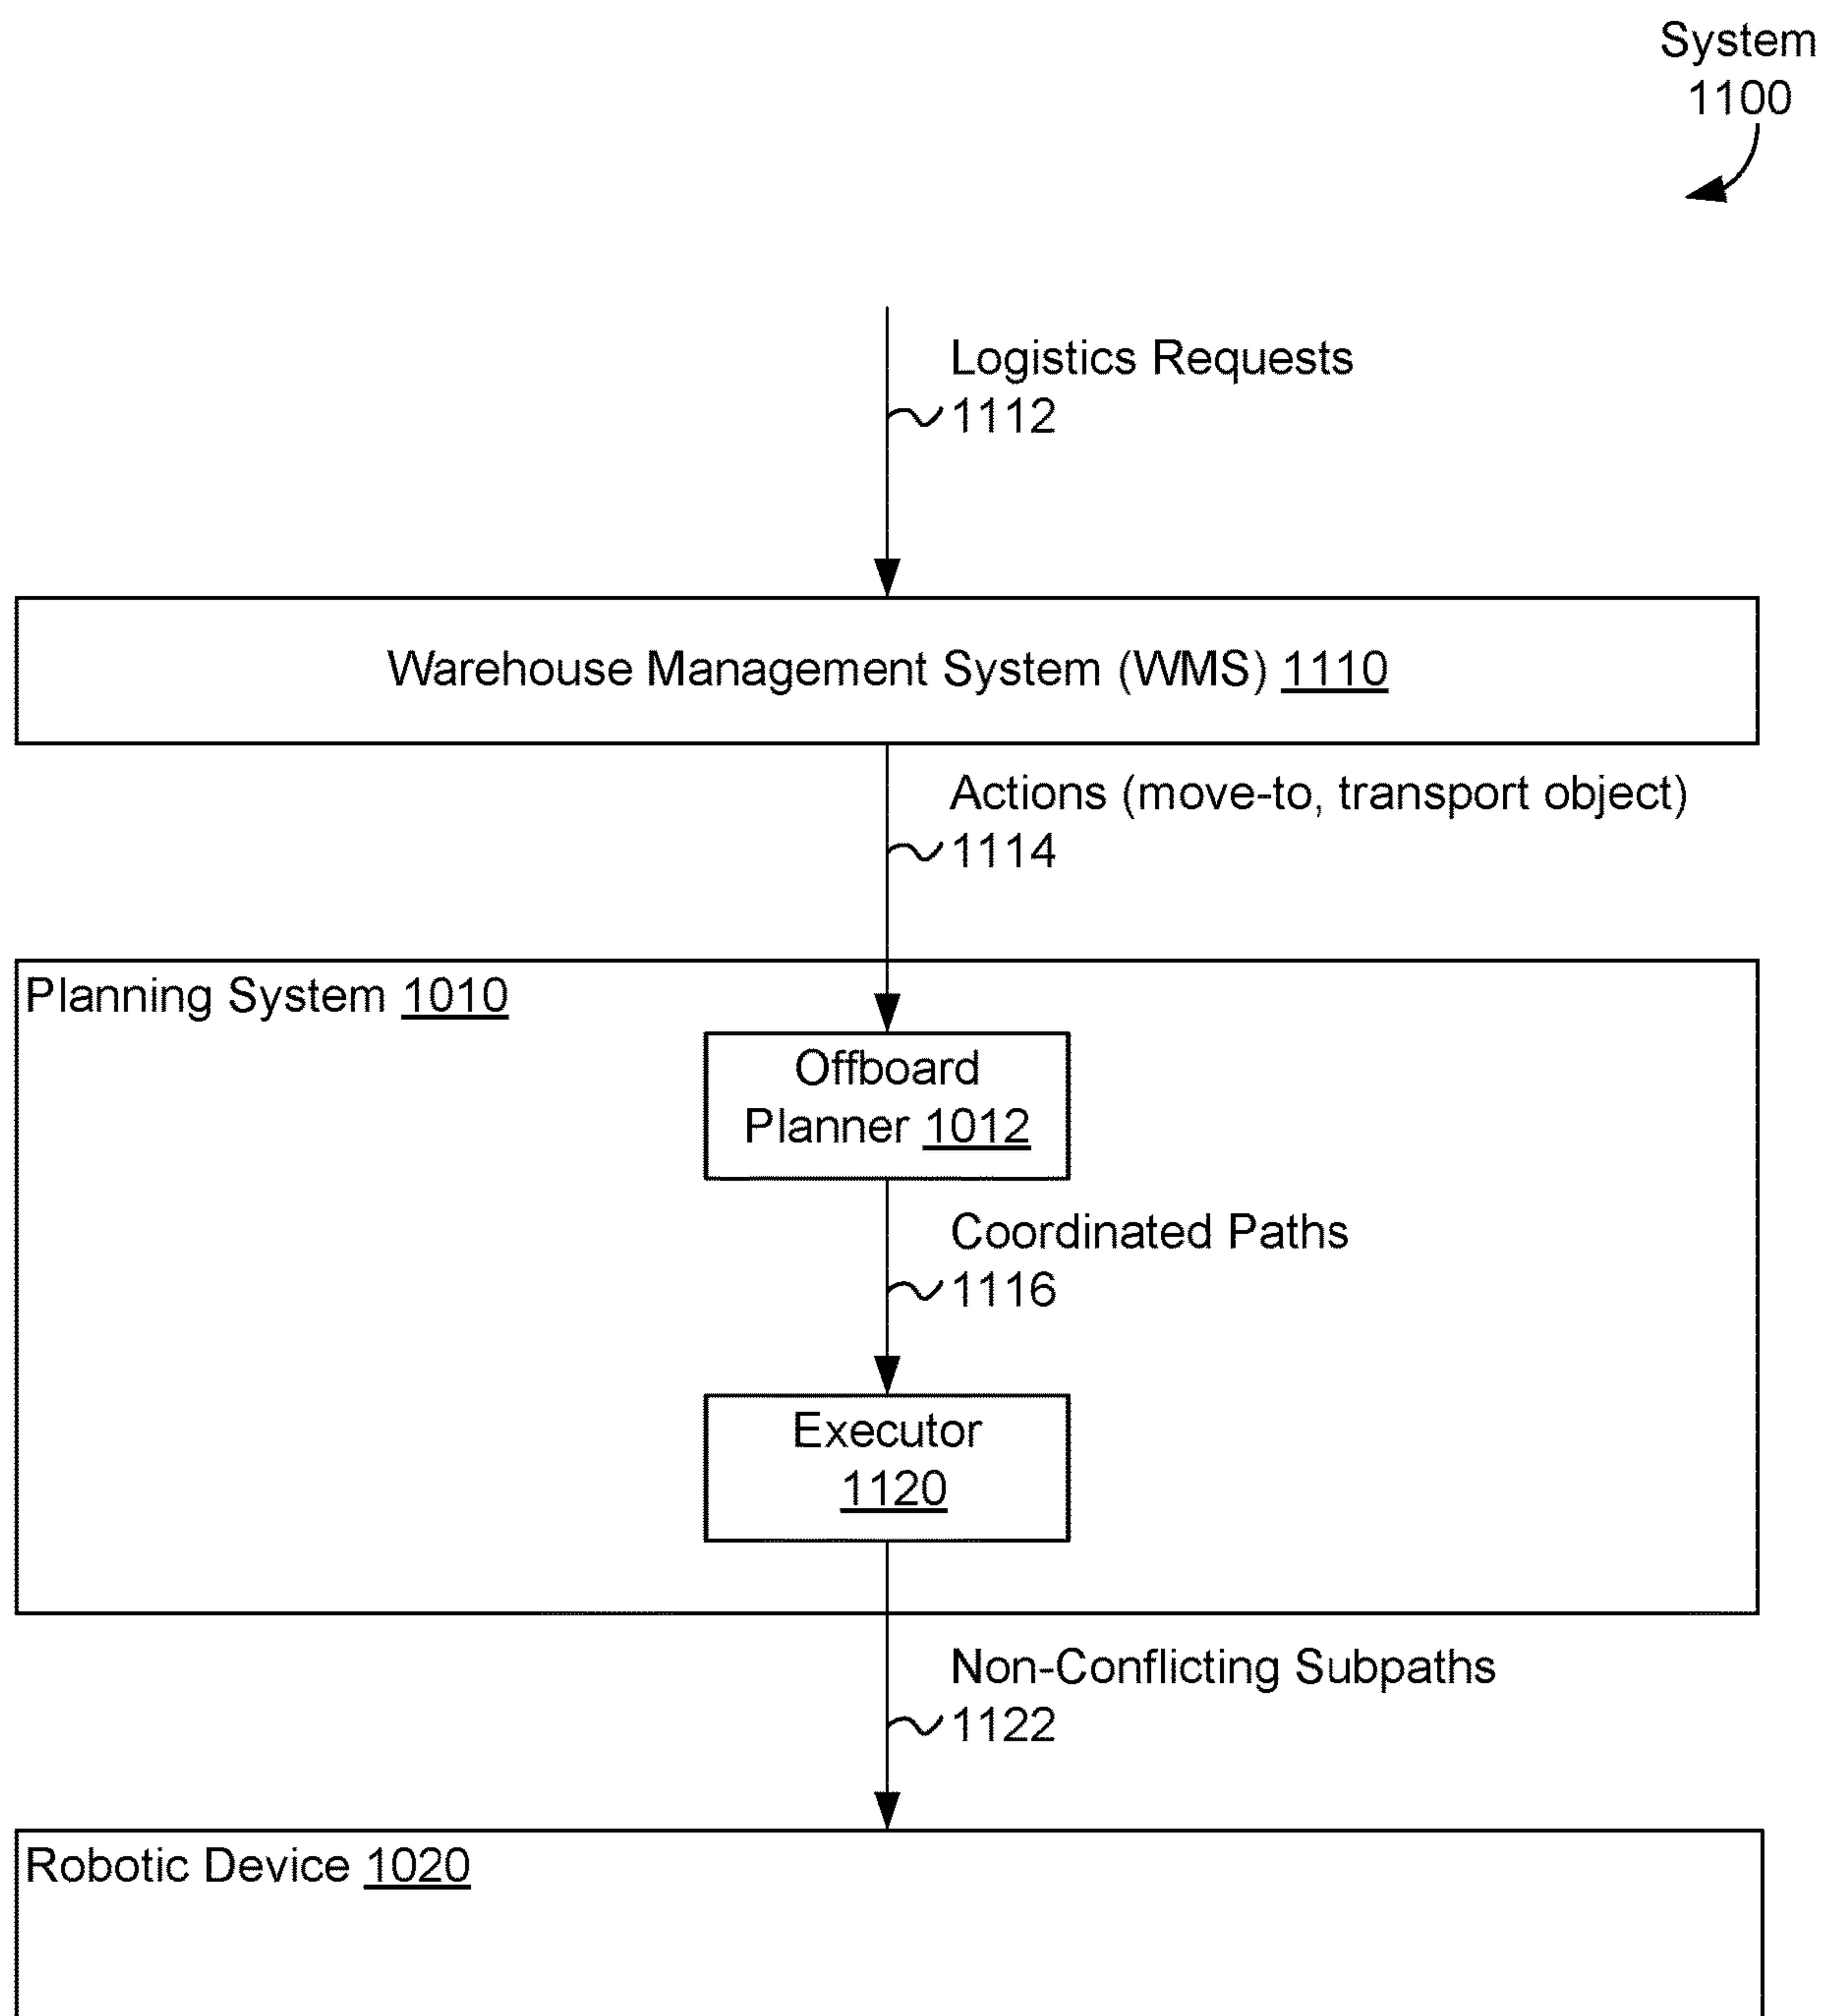 System
1100
Logistics Requests
1112
Warehouse Management System (WMS) 1110
Actions (move-to, transport object)
1114
Planning System 1010
Offboard
Planner 1012
Coordinated Paths
1116
Executor
1120
Non-Conflicting Subpaths
1122
Robotic Device 1020